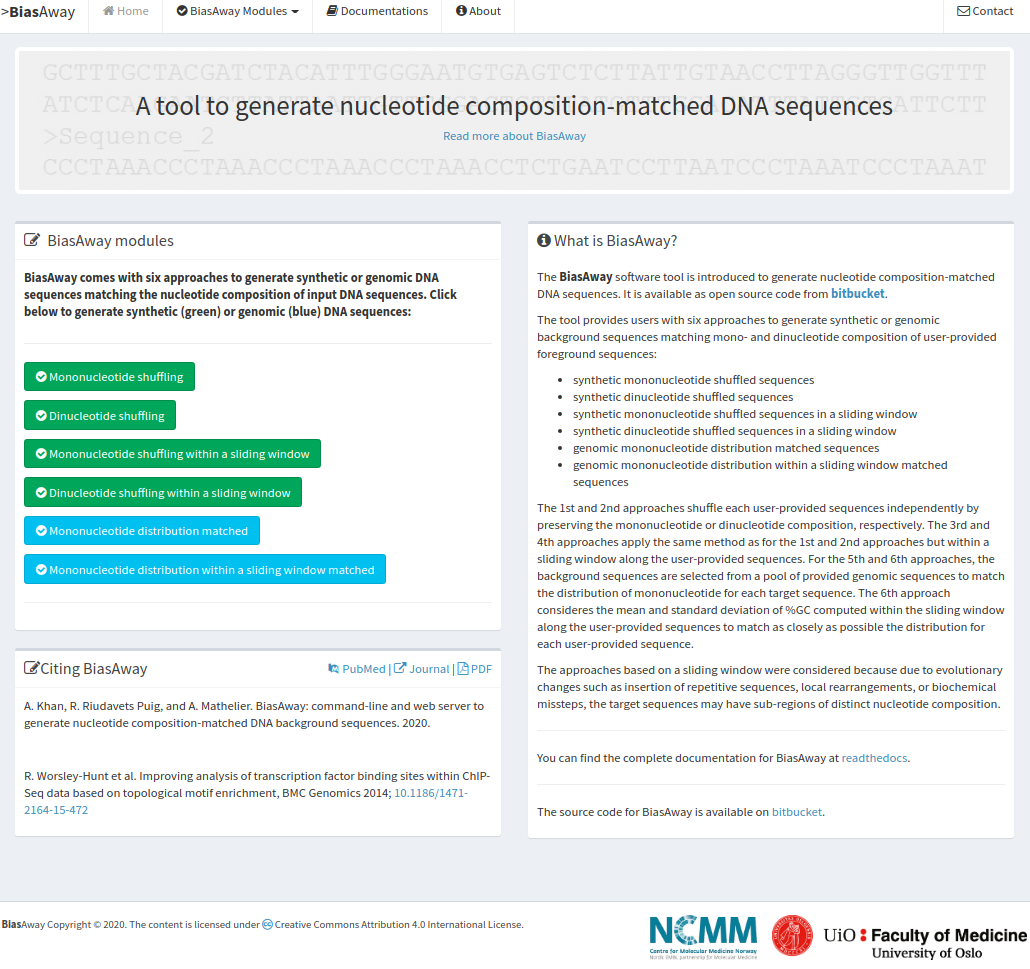 >BiasAway
Home
BiasAway Modules
Documentations
About
Contact
GCTTTGCTACGATCTACATTTGGGAATGTGAGTCTCTTATTGTAACCTTAGGGTTGGTTT
A tool to generate nucleotide composition-matched DNA sequences
Read more about BiasAway
>Sequence_2
CCCTAAACCCTAAACCCTAAACCCTAAACCTCTGAATCCTTAATCCCTAAATCCCTAAAT
BiasAway modules
BiasAway comes with six approaches to generate synthetic or genomic DNA
sequences matching the nucleotide composition of input DNA sequences. Click
below to generate synthetic (green) or genomic (blue) DNA sequences:
Mononucleotide shuffling
Dinucleotide shuffling
Mononucleotide shuffling within a sliding window
Dinucleotide shuffling within a sliding window
Mononucleotide distribution matched
Mononucleotide distribution within a sliding window matched
Citing BiasAway
PubMed | Journal | PDF
A. Khan, R. Riudavets Puig, and A. Mathelier. BiasAway: command-line and web server to
generate nucleotide composition-matched DNA background sequences. 2020.
R. Worsley-Hunt et al. Improving analysis of transcription factor binding sites within ChIP-
Seq data based on topological motif enrichment, BMC Genomics 2014; 10.1186/1471-
2164-15-472
What is BiasAway?
The BiasAway software tool is introduced to generate nucleotide composition-matched
DNA sequences. It is available as open source code from bitbucket.
The tool provides users with six approaches to generate synthetic or genomic
background sequences matching mono- and dinucleotide composition of user-provided
foreground sequences:
• synthetic mononucleotide shuffled sequences
• synthetic dinucleotide shuffled sequences
• synthetic mononucleotide shuffled sequences in a sliding window
• synthetic dinucleotide shuffled sequences in a sliding window
• genomic mononucleotide distribution matched sequences
• genomic mononucleotide distribution within a sliding window matched
sequences
The 1st and 2nd approaches shuffle each user-provided sequences independently by
preserving the mononucleotide or dinucleotide composition, respectively. The 3rd and
4th approaches apply the same method as for the 1st and 2nd approaches but within a
sliding window along the user-provided sequences. For the 5th and 6th approaches, the
background sequences are selected from a pool of provided genomic sequences to match
the distribution of mononucleotide for each target sequence. The 6th approach
consideres the mean and standard deviation of %GC computed within the sliding window
along the user-provided sequences to match as closely as possible the distribution for
each user-provided sequence.
The approaches based on a sliding window were considered because due to evolutionary
changes such as insertion of repetitive sequences, local rearrangements, or biochemical
missteps, the target sequences may have sub-regions of distinct nucleotide composition.
You can find the complete documentation for BiasAway at readthedocs.
The source code for BiasAway is available on bitbucket.
BiasAway Copyright © 2020. The content is licensed under Creative Commons Attribution 4.0 International License.
NCMM
Centre for Molecular Medicine Norway
Nordic EMBL partnership for Molecular Medicine
UiO Faculty of Medicine
University of Oslo